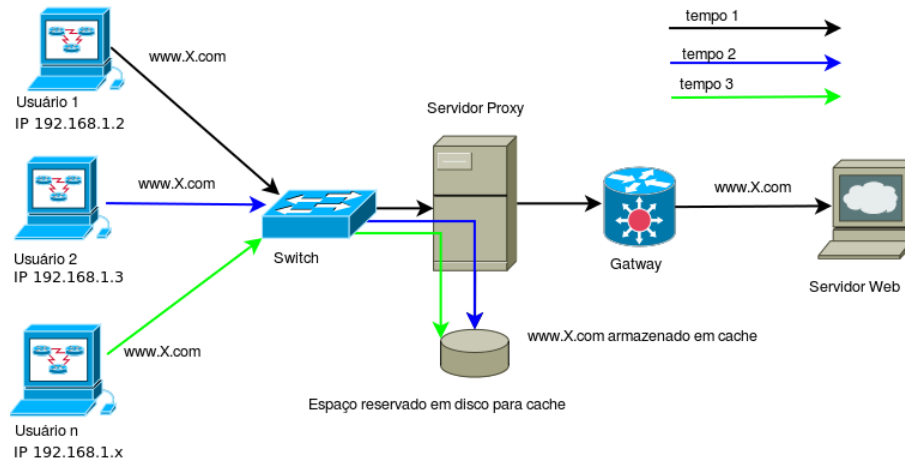 www.X.com
Usuário 1
IP 192.168.1.2
tempo 1
tempo 2
tempo 3
Servidor Proxy
www.X.com
Usuário 2
IP 192.168.1.3
Switch
www.X.com
Gatway
Servidor Web
www.X.com
Usuário n
IP 192.168.1.x
www.X.com armazenado em cache
Espaço reservado em disco para cache